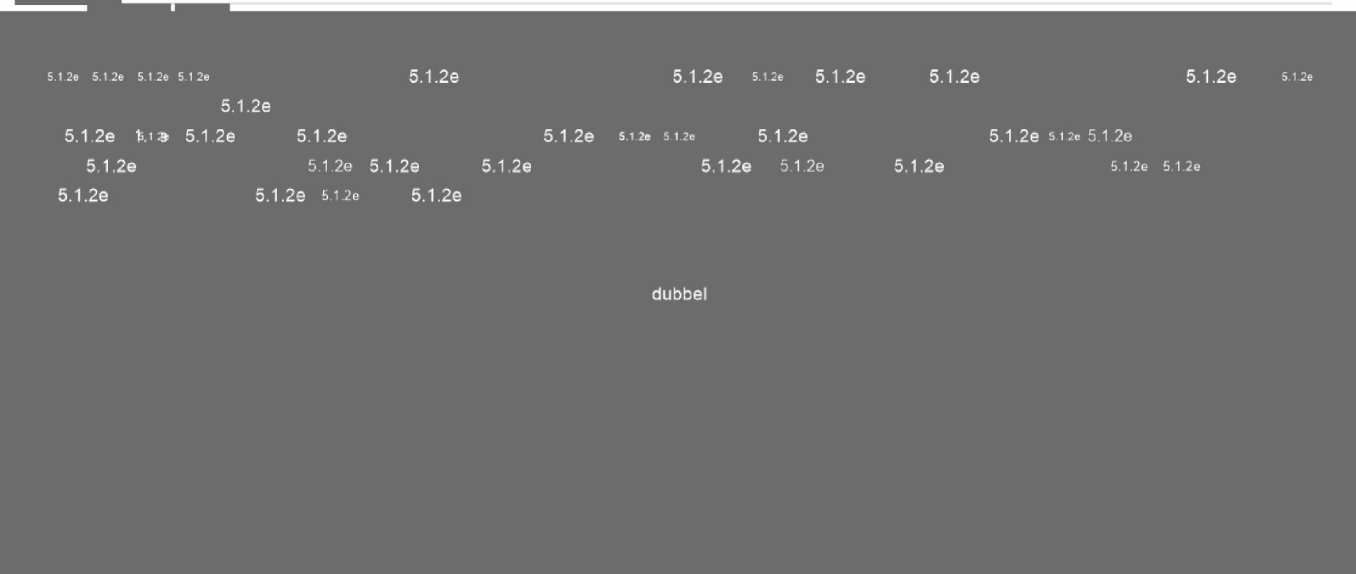 5.1.2e 5.1.2e 5.1.2e 5.1.2e 5.1.2e 5.1.2e 5.1.2e 5.1.2e 5.1.2e 5.1.2e 5.1.2e
5.1.2e
5.1.2e 5.1.2e 5.1.2e 5.1.2e 5.1.2e 5.1.2e 5.1.2e 5.1.2e 5.1.2e 5.1.2e
5.1.2e 5.1.2e 5.1.2e 5.1.2e 5.1.2e 5.1.2e 5.1.2e 5.1.2e 5.1.2e
5.1.2e 5.1.2e 5.1.2e 5.1.2e
dubbel